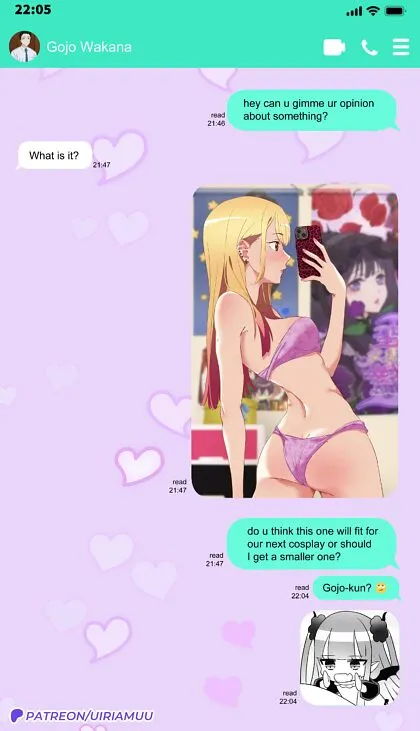 22:05
Gojo Wakana
hey can u gimme ur opinion
about something?
read
21:46
What is it?
21:47
read
21:47
do u think this one will fit for
our next cosplay or should
I get a smaller one?
read
21:47
Gojo-kun? 🙄
read
22:04
read
22:04
PATREON/UIRIAMUU